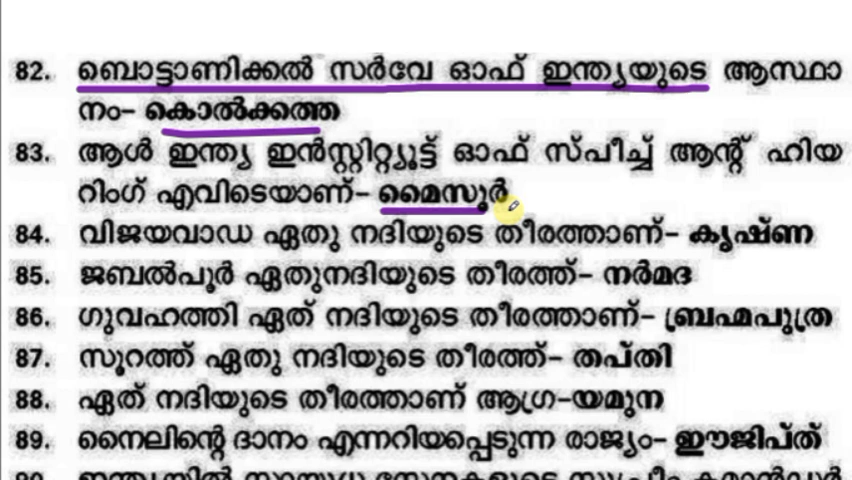 82. ബൊട്ടാണിക്കൽ സർവേ ഓഫ് ഇന്ത്യയുടെ ആസ്ഥാ
നം- കൊൽക്കത്ത
83. ആൾ ഇന്ത്യ ഇൻസ്റ്റിറ്റ്യൂട്ട് ഓഫ് സ്പീച്ച് ആന്റ് ഹിയ
റിംഗ് എവിടെയാണ്- മൈസൂർ
84. വിജയവാഡ ഏതു നദിയുടെ തീരത്താണ്- കൃഷ്ണ
85. ജബൽപൂർ ഏതുനദിയുടെ തീരത്ത്- നർമദ
86. ഗുവഹത്തി ഏത് നദിയുടെ തീരത്താണ്- ബ്രഹ്മപുത്ര
87. സൂറത്ത് ഏതു നദിയുടെ തീരത്ത്- തപ്തി
88. ഏത് നദിയുടെ തീരത്താണ് ആഗ്ര-യമുന
89. നൈലിന്റെ ദാനം എന്നറിയപ്പെടുന്ന രാജ്യം- ഈജിപ്ത്